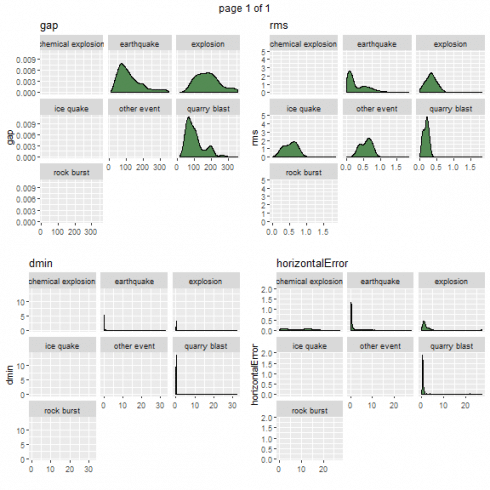 page 1 of 1
gap
chemical explosion earthquake explosion
0.009
0.006
0.003
0.000
ice quake other event quarry blast
0.009
0.006
0.003
0.000
gap
0 100 200 300 0 100 200 300
rock burst
0.009
0.006
0.003
0.000
0 100 200 300
rms
chemical explosion earthquake explosion
5
4
3
2
1
0
ice quake other event quarry blast
5
4
3
2
1
0
rms
0.0 0.5 1.0 1.5 0.0 0.5 1.0 1.5
rock burst
5
4
3
2
1
0
0.0 0.5 1.0 1.5
dmin
chemical explosion earthquake explosion
10
5
0
ice quake other event quarry blast
10
5
0
dmin
0 10 20 30 0 10 20 30
rock burst
10
5
0
0 10 20 30
horizontalError
chemical explosion earthquake explosion
2.0
1.5
1.0
0.5
0.0
ice quake other event quarry blast
2.0
1.5
1.0
0.5
0.0
horizontalError
0 10 20 0 10 20
rock burst
2.0
1.5
1.0
0.5
0.0
0 10 20